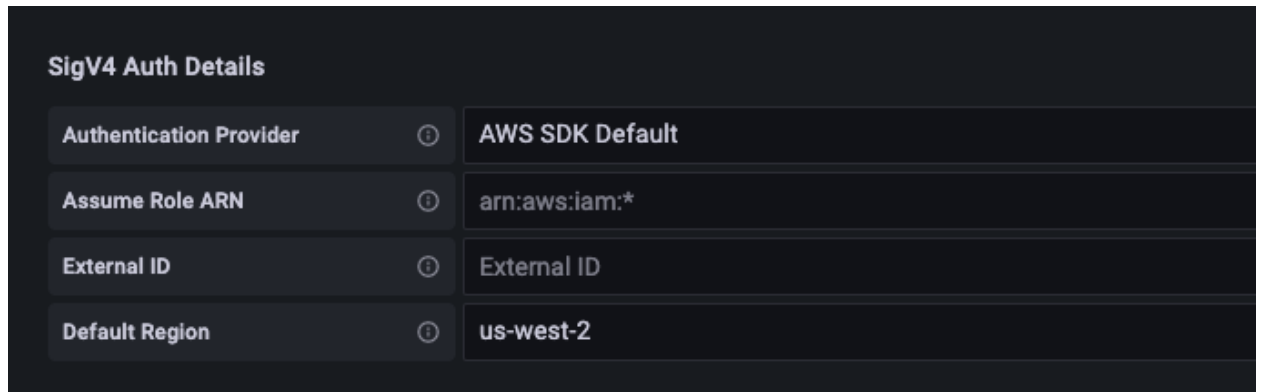 SigV4 Auth Details
Authentication Provider AWS SDK Default
Assume Role ARN arn:aws:iam:*
External ID External ID
Default Region us-west-2